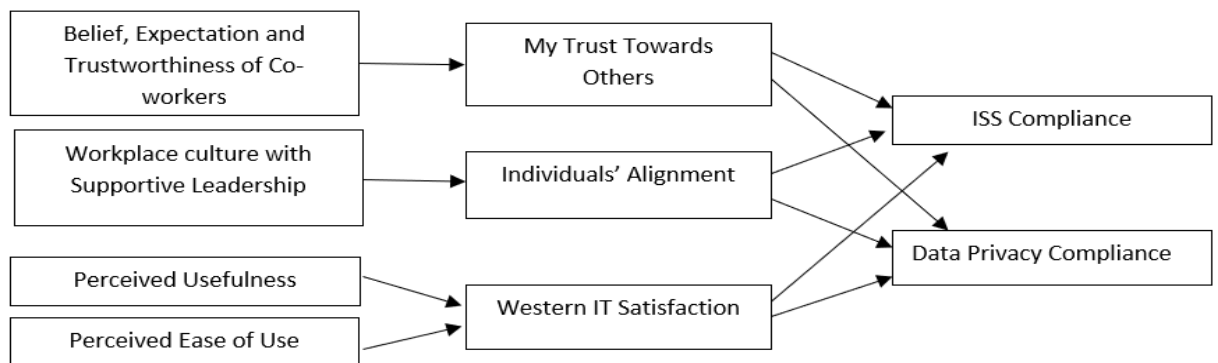 Belief, Expectation and
Trustworthiness of Co-
workers
My Trust Towards
Others
ISS Compliance
Workplace culture with
Supportive Leadership
Individuals’ Alignment
Data Privacy Compliance
Perceived Usefulness
Western IT Satisfaction
Perceived Ease of Use